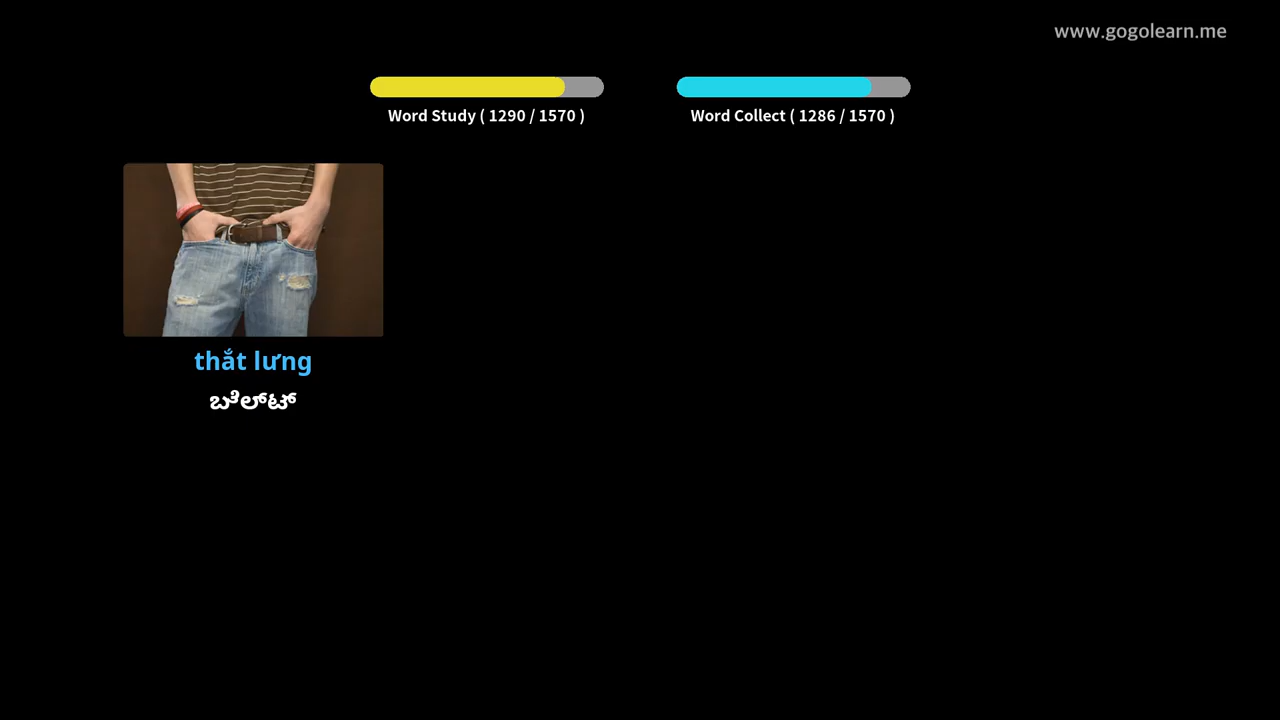 www.gogolearn.me
Word Study ( 1290 / 1570 )
Word Collect ( 1286 / 1570 )
thắt lưng
ಬೆಲ್ಟ್